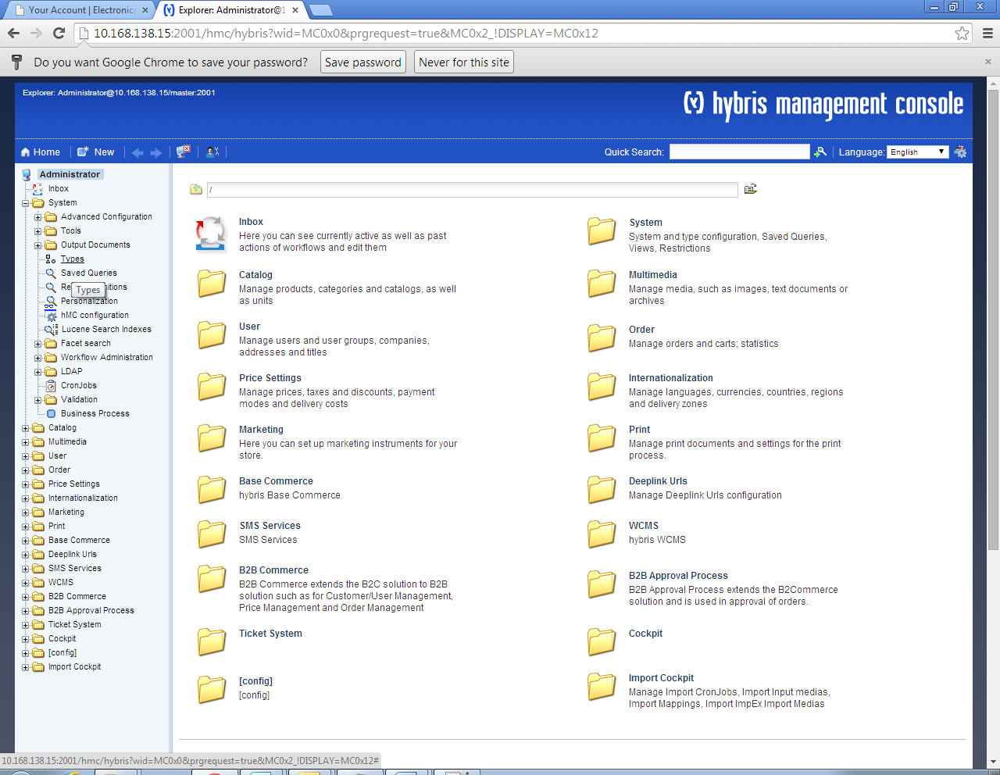 Your Account | Electronics
Explorer: Administrator@1
10.168.138.15:2001/hmc/hybris?wid=MC0x0&prgrequest=true&MC0x2_!DISPLAY=MC0x12
Do you want Google Chrome to save your password?
Save password
Never for this site
Explorer: Administrator@10.168.138.15/master:2001
hybris management console
Home
New
Quick Search:
Language:
English
Administrator
Inbox
System
Advanced Configuration
Tools
Output Documents
Types
Saved Queries
Types
Personalization
hMC configuration
Lucene Search Indexes
Facet search
Workflow Administration
LDAP
CronJobs
Validation
Business Process
Catalog
Multimedia
User
Order
Price Settings
Internationalization
Marketing
Print
Base Commerce
Deeplink Urls
SMS Services
WCMS
B2B Commerce
B2B Approval Process
Ticket System
Cockpit
[config]
Import Cockpit
/
Inbox
Here you can see currently active as well as past
actions of workflows and edit them
System
System and type configuration, Saved Queries,
Views, Restrictions
Catalog
Manage products, categories and catalogs, as well
as units
Multimedia
Manage media, such as images, text documents or
archives
User
Manage users and user groups, companies,
addresses and titles
Order
Manage orders and carts; statistics
Price Settings
Manage prices, taxes and discounts, payment
modes and delivery costs
Internationalization
Manage languages, currencies, countries, regions
and delivery zones
Marketing
Here you can set up marketing instruments for your
store.
Print
Manage print documents and settings for the print
process.
Base Commerce
hybris Base Commerce
Deeplink Urls
Manage Deeplink Urls configuration
SMS Services
SMS Services
WCMS
hybris WCMS
B2B Commerce
B2B Commerce extends the B2C solution to B2B
solution such as for Customer/User Management,
Price Management and Order Management
B2B Approval Process
B2B Approval Process extends the B2Commerce
solution and is used in approval of orders.
Ticket System
Cockpit
[config]
[config]
Import Cockpit
Manage Import CronJobs, Import Input medias,
Import Mappings, Import ImpEx Import Medias
10.168.138.15:2001/hmc/hybris?wid=MC0x0&prgrequest=true&MC0x2_!DISPLAY=MC0x12#